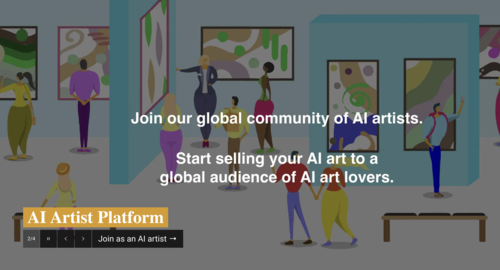 Join our global community of AI artists.
Start selling your AI art to a
global audience of AI art lovers.
AI Artist Platform
2/4
Join as an AI artist →